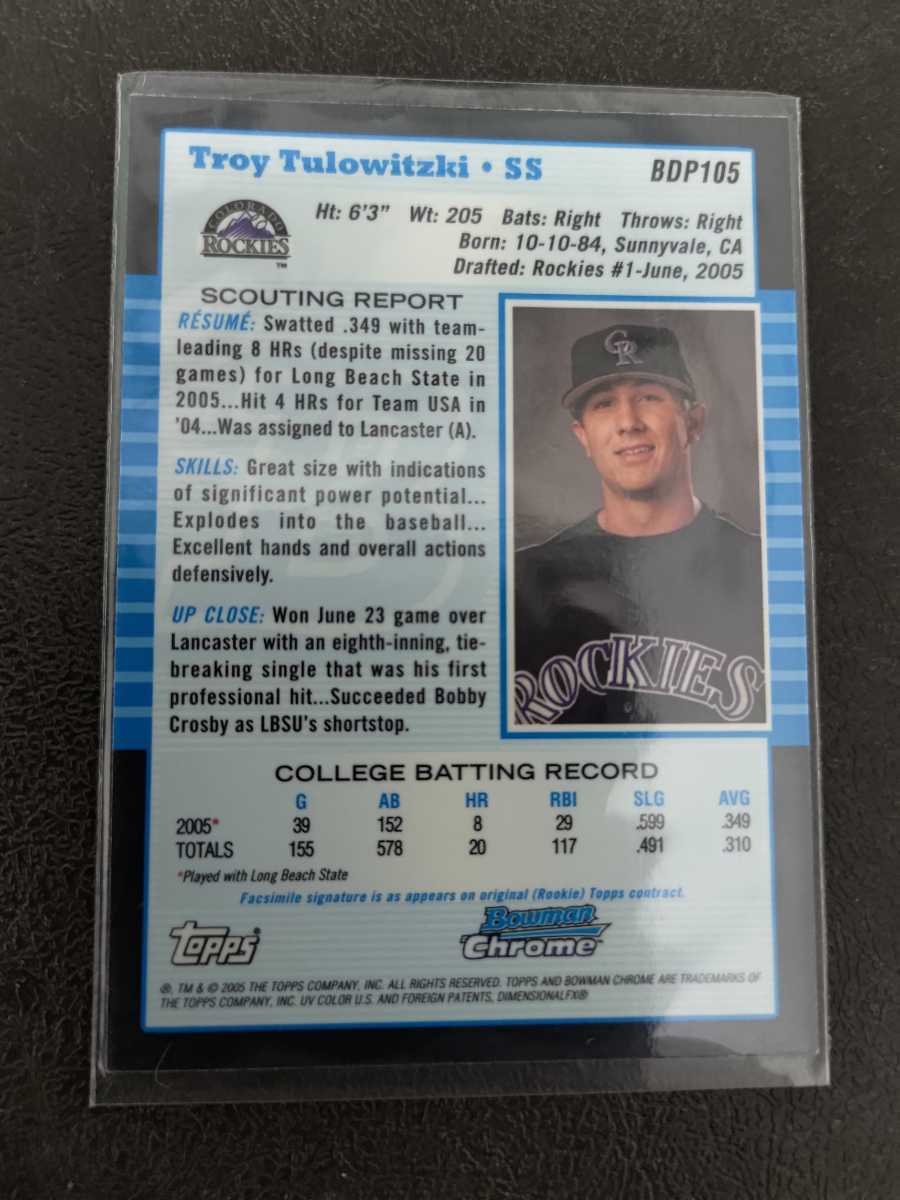 Troy Tulowitzki • SS
BDP105
COLORADO
ROCKIES
™
Ht: 6'3" Wt: 205 Bats: Right Throws: Right
Born: 10-10-84, Sunnyvale, CA
Drafted: Rockies #1-June, 2005
SCOUTING REPORT
RÉSUMÉ: Swatted .349 with team-
leading 8 HRs (despite missing 20
games) for Long Beach State in
2005...Hit 4 HRs for Team USA in
'04...Was assigned to Lancaster (A).
SKILLS: Great size with indications
of significant power potential...
Explodes into the baseball...
Excellent hands and overall actions
defensively.
UP CLOSE: Won June 23 game over
Lancaster with an eighth-inning, tie-
breaking single that was his first
professional hit...Succeeded Bobby
Crosby as LBSU's shortstop.
CR
ROCKIES
COLLEGE BATTING RECORD
G AB HR RBI SLG AVG
2005* 39 152 8 29 .599 .349
TOTALS 155 578 20 117 .491 .310
*Played with Long Beach State
Facsimile signature is as appears on original (Rookie) Topps contract.
Topps®
Bowman
Chrome™
®, TM & © 2005 THE TOPPS COMPANY, INC. ALL RIGHTS RESERVED. TOPPS AND BOWMAN CHROME ARE TRADEMARKS OF
THE TOPPS COMPANY, INC. UV COLOR U.S. AND FOREIGN PATENTS, DIMENSIONALFX®